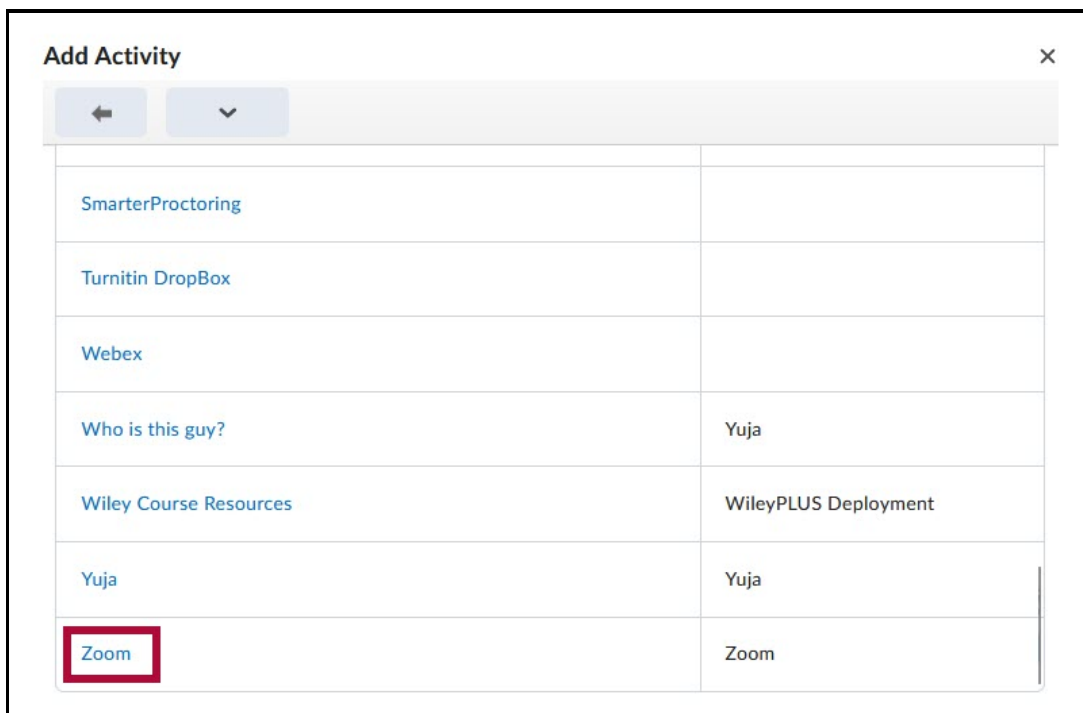 Add Activity
SmarterProctoring
Turnitin DropBox
Webex
Who is this guy? Yuja
Wiley Course Resources WileyPLUS Deployment
Yuja Yuja
Zoom Zoom